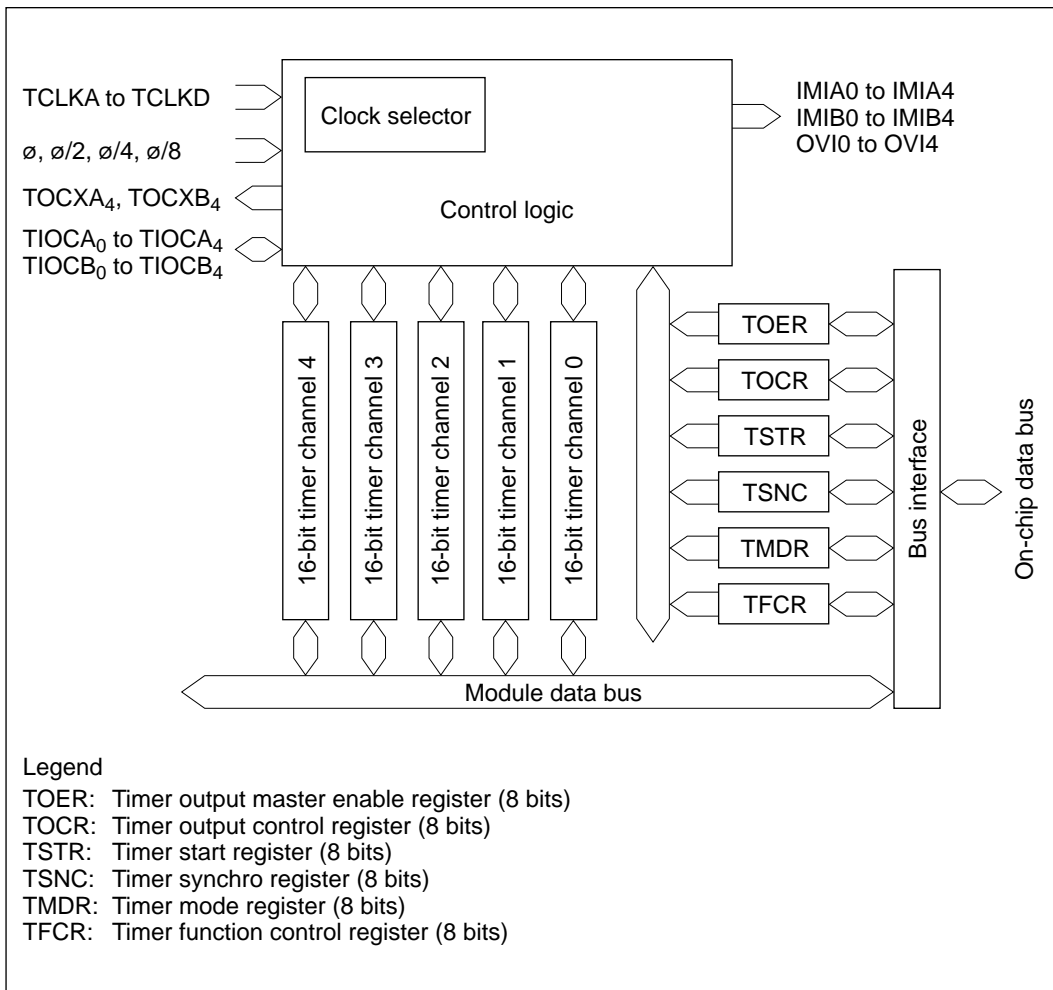 TCLKA to TCLKD
ø, ø/2, ø/4, ø/8
TOCXA4, TOCXB4
TIOCA0 to TIOCA4
TIOCB0 to TIOCB4
Clock selector
Control logic
IMIA0 to IMIA4
IMIB0 to IMIB4
OVI0 to OVI4
16-bit timer channel 4
16-bit timer channel 3
16-bit timer channel 2
16-bit timer channel 1
16-bit timer channel 0
TOER
TOCR
TSTR
TSNC
TMDR
TFCR
Bus interface
On-chip data bus
Module data bus
Legend
TOER: Timer output master enable register (8 bits)
TOCR: Timer output control register (8 bits)
TSTR: Timer start register (8 bits)
TSNC: Timer synchro register (8 bits)
TMDR: Timer mode register (8 bits)
TFCR: Timer function control register (8 bits)